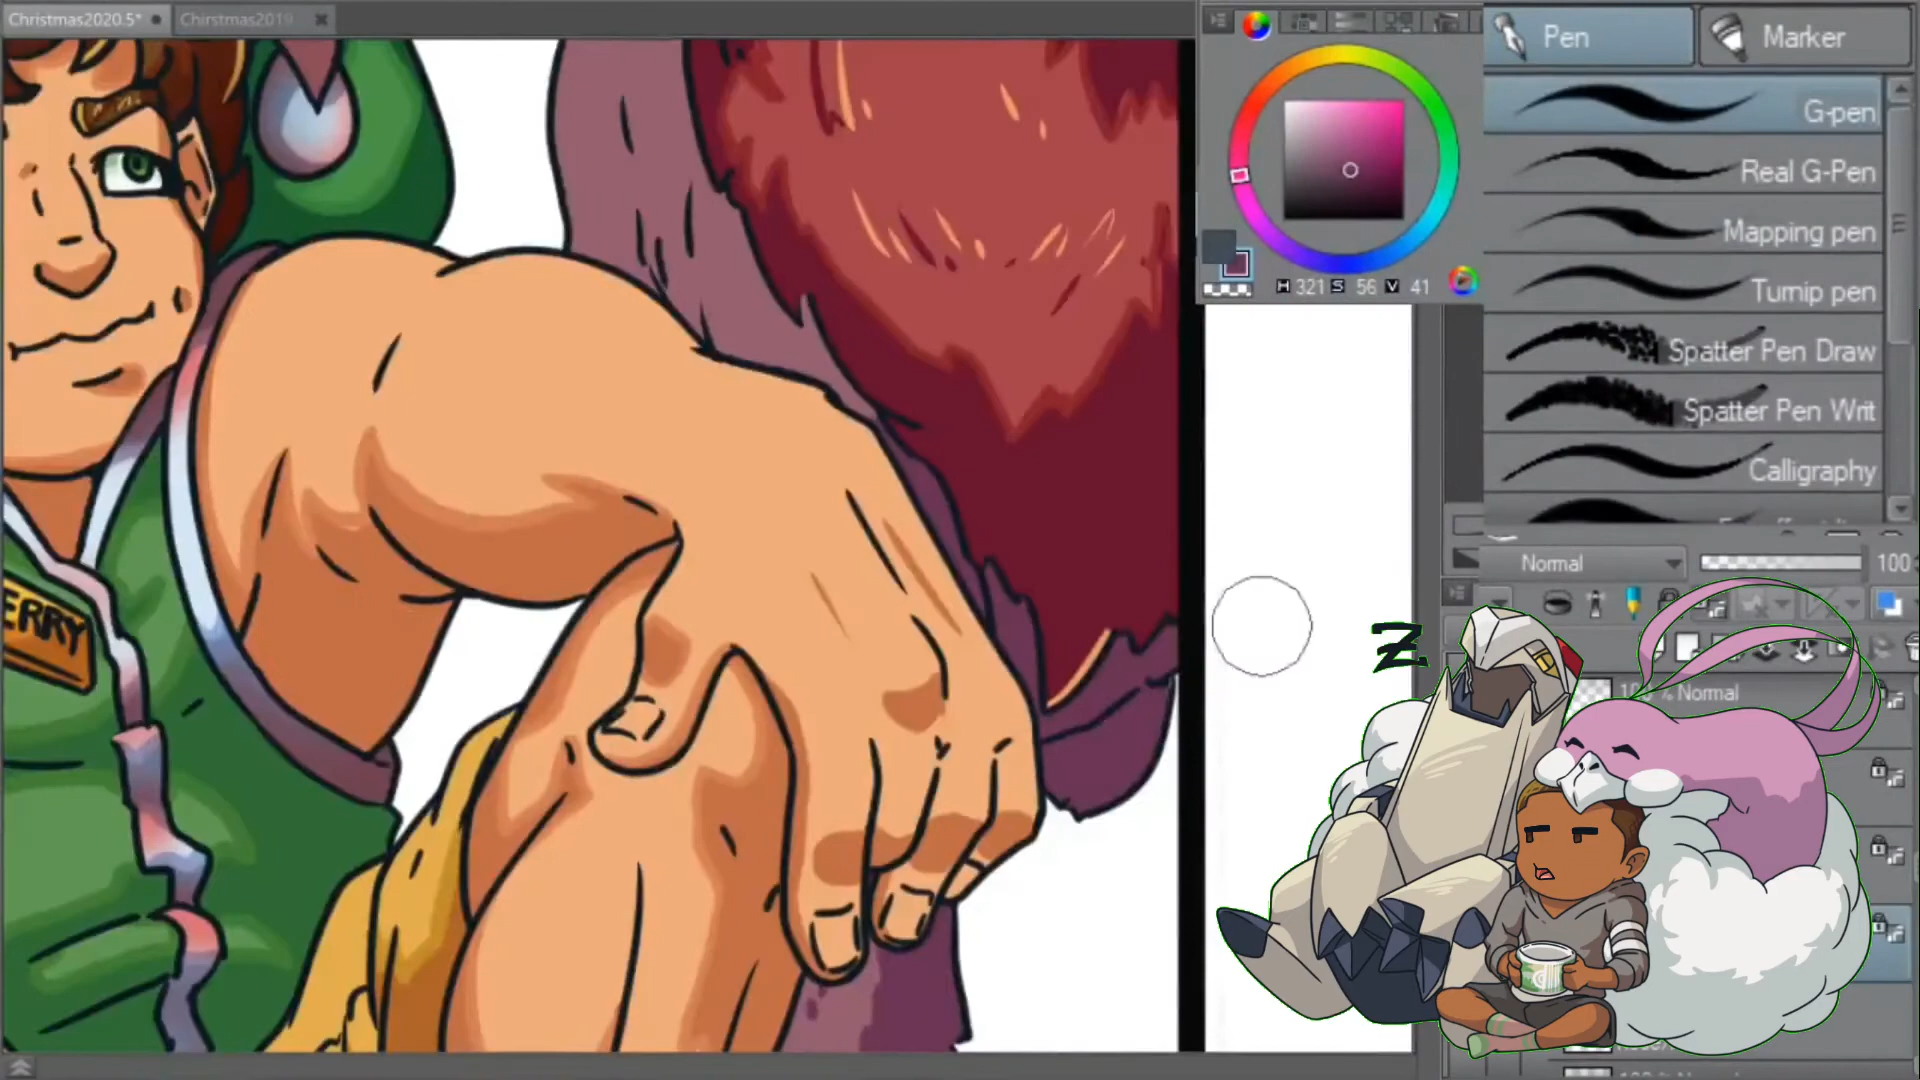 Christmas2020.5*
Chirstmas2019
Pen
Marker
G-pen
Real G-Pen
Mapping pen
Turnip pen
Spatter Pen Draw
Spatter Pen Writ
Calligraphy
H 321 S 56 V 41
Normal
100
Normal
ERRY
Z